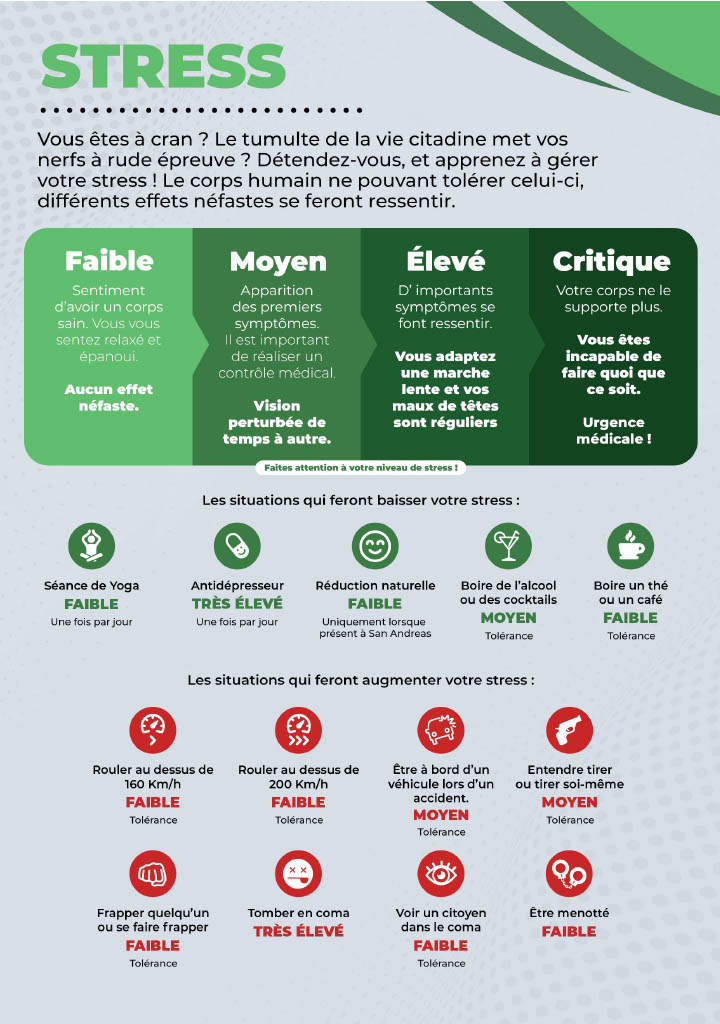 STRESS
Vous êtes à cran ? Le tumulte de la vie citadine met vos
nerfs à rude épreuve ? Détendez-vous, et apprenez à gérer
votre stress ! Le corps humain ne pouvant tolérer celui-ci,
différents effets néfastes se feront ressentir.
Faible
Sentiment
d'avoir un corps
sain. Vous vous
sentez relaxé et
épanoui.
Aucun effet
néfaste.
Moyen
Apparition
des premiers
symptômes.
Il est important
de réaliser un
contrôle médical.
Vision
perturbée de
temps à autre.
Élevé
D' importants
symptômes se
font ressentir.
Vous adaptez
une marche
lente et vos
maux de têtes
sont réguliers
Critique
Votre corps ne le
supporte plus.
Vous êtes
incapable de
faire quoi que
ce soit.
Urgence
médicale !
Faites attention à votre niveau de stress !
Les situations qui feront baisser votre stress :
Séance de Yoga
FAIBLE
Une fois par jour
Antidépresseur
TRÈS ÉLEVÉ
Une fois par jour
Réduction naturelle
FAIBLE
Uniquement lorsque
présent à San Andreas
Boire de l'alcool
ou des cocktails
MOYEN
Tolérance
Boire un thé
ou un café
FAIBLE
Tolérance
Les situations qui feront augmenter votre stress :
Rouler au dessus de
160 Km/h
FAIBLE
Tolérance
Rouler au dessus de
200 Km/h
FAIBLE
Tolérance
Être à bord d'un
véhicule lors d'un
accident.
MOYEN
Tolérance
Entendre tirer
ou tirer soi-même
MOYEN
Tolérance
Frapper quelqu'un
ou se faire frapper
FAIBLE
Tolérance
Tomber en coma
TRÈS ÉLEVÉ
Voir un citoyen
dans le coma
FAIBLE
Tolérance
Être menotté
FAIBLE